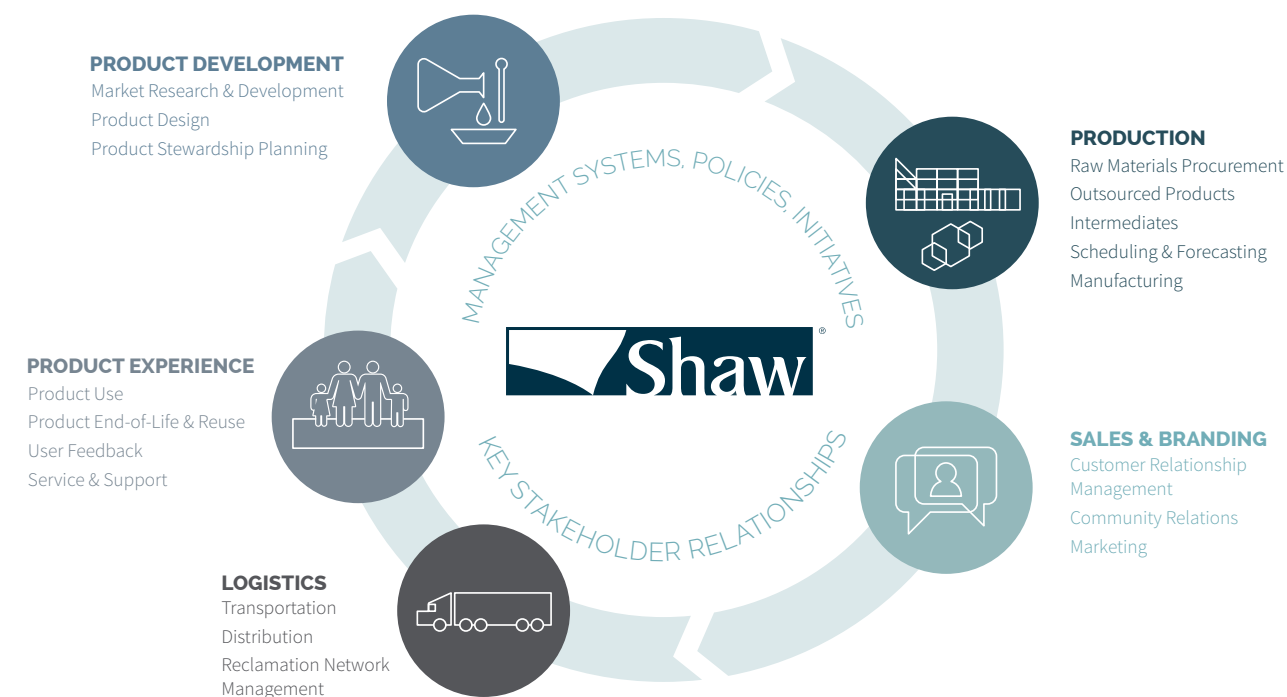 PRODUCT DEVELOPMENT
Market Research & Development
Product Design
Product Stewardship Planning
PRODUCTION
Raw Materials Procurement
Outsourced Products
Intermediates
Scheduling & Forecasting
Manufacturing
MANAGEMENT SYSTEMS, POLICIES, INITIATIVES
Shaw®
KEY STAKEHOLDER RELATIONSHIPS
PRODUCT EXPERIENCE
Product Use
Product End-of-Life & Reuse
User Feedback
Service & Support
SALES & BRANDING
Customer Relationship
Management
Community Relations
Marketing
LOGISTICS
Transportation
Distribution
Reclamation Network
Management